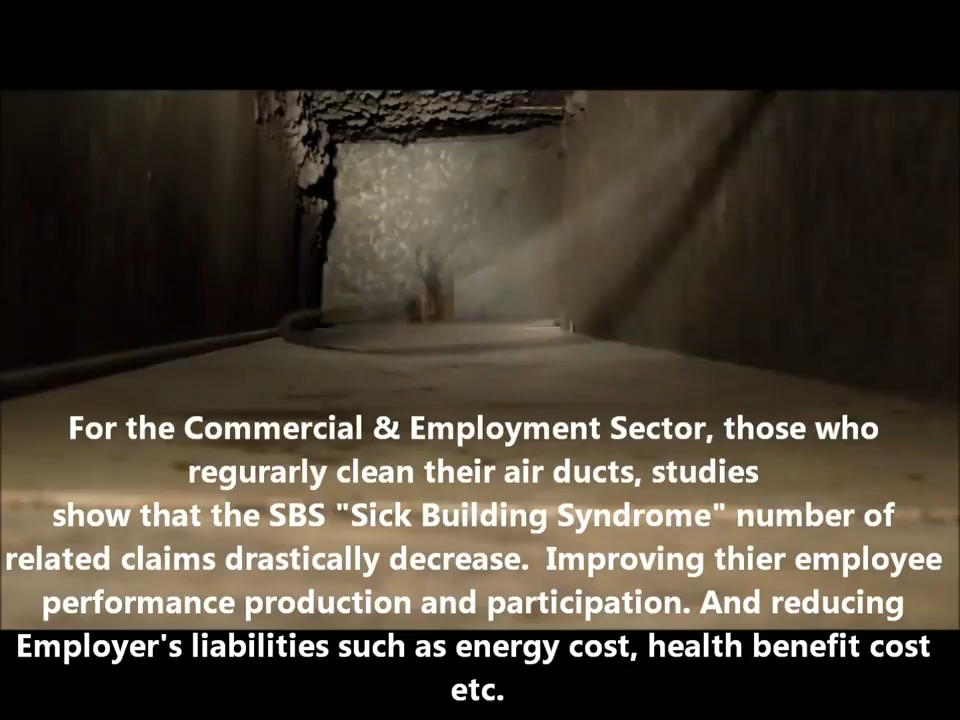 For the Commercial & Employment Sector, those who
regurarly clean their air ducts, studies
show that the SBS "Sick Building Syndrome" number of
related claims drastically decrease.  Improving thier employee
performance production and participation. And reducing
Employer's liabilities such as energy cost, health benefit cost
etc.